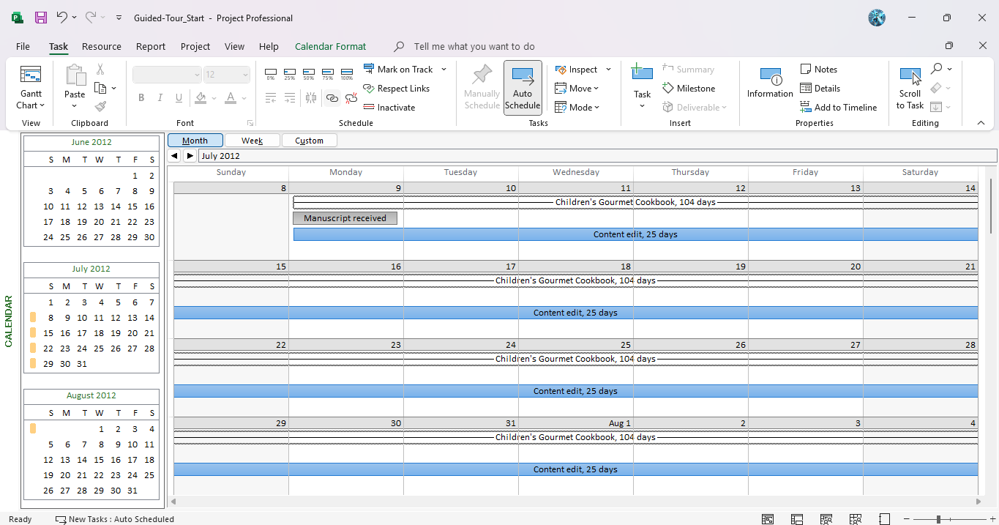 Guided-Tour_Start - Project Professional
File Task Resource Report Project View Help Calendar Format Tell me what you want to do
Gantt
Chart
View
Paste
Clipboard
12
B I U A
Font
0% 25% 50% 75% 100%
Mark on Track
Respect Links
Inactivate
Schedule
Manually
Schedule
Auto
Schedule
Inspect
Move
Mode
Tasks
Task
Summary
Milestone
Deliverable
Insert
Information
Notes
Details
Add to Timeline
Properties
Scroll
to Task
Editing
CALENDAR
June 2012
S M T W T F S
1 2
3 4 5 6 7 8 9
10 11 12 13 14 15 16
17 18 19 20 21 22 23
24 25 26 27 28 29 30
July 2012
S M T W T F S
1 2 3 4 5 6 7
8 9 10 11 12 13 14
15 16 17 18 19 20 21
22 23 24 25 26 27 28
29 30 31
August 2012
S M T W T F S
1 2 3 4
5 6 7 8 9 10 11
12 13 14 15 16 17 18
19 20 21 22 23 24 25
26 27 28 29 30 31
Month Week Custom
July 2012
Sunday Monday Tuesday Wednesday Thursday Friday Saturday
8 9 10 11 12 13 14
Children's Gourmet Cookbook, 104 days
Manuscript received
Content edit, 25 days
15 16 17 18 19 20 21
Children's Gourmet Cookbook, 104 days
Content edit, 25 days
22 23 24 25 26 27 28
Children's Gourmet Cookbook, 104 days
Content edit, 25 days
29 30 31 Aug 1 2 3 4
Children's Gourmet Cookbook, 104 days
Content edit, 25 days
Ready New Tasks : Auto Scheduled